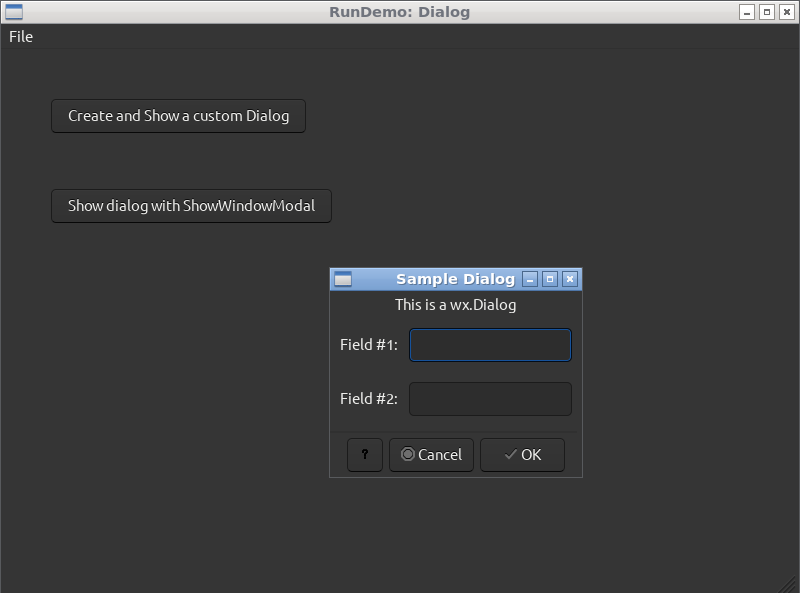 RunDemo: Dialog
File
Create and Show a custom Dialog
Show dialog with ShowWindowModal
Sample Dialog
This is a wx.Dialog
Field #1:
Field #2:
? Cancel OK